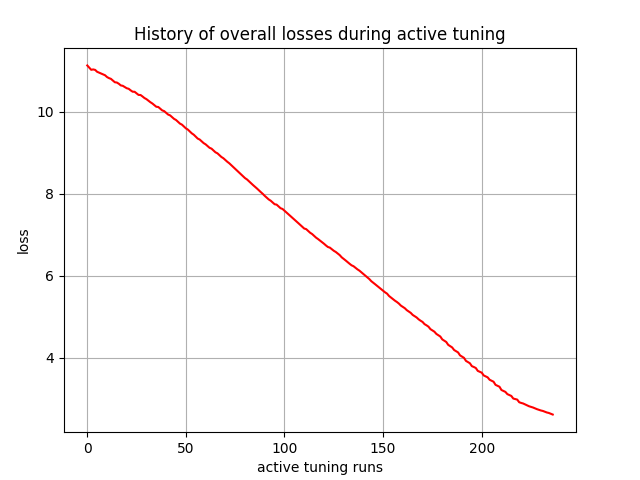 History of overall losses during active tuning
10
8
6
4
loss
0 50 100 150 200
active tuning runs